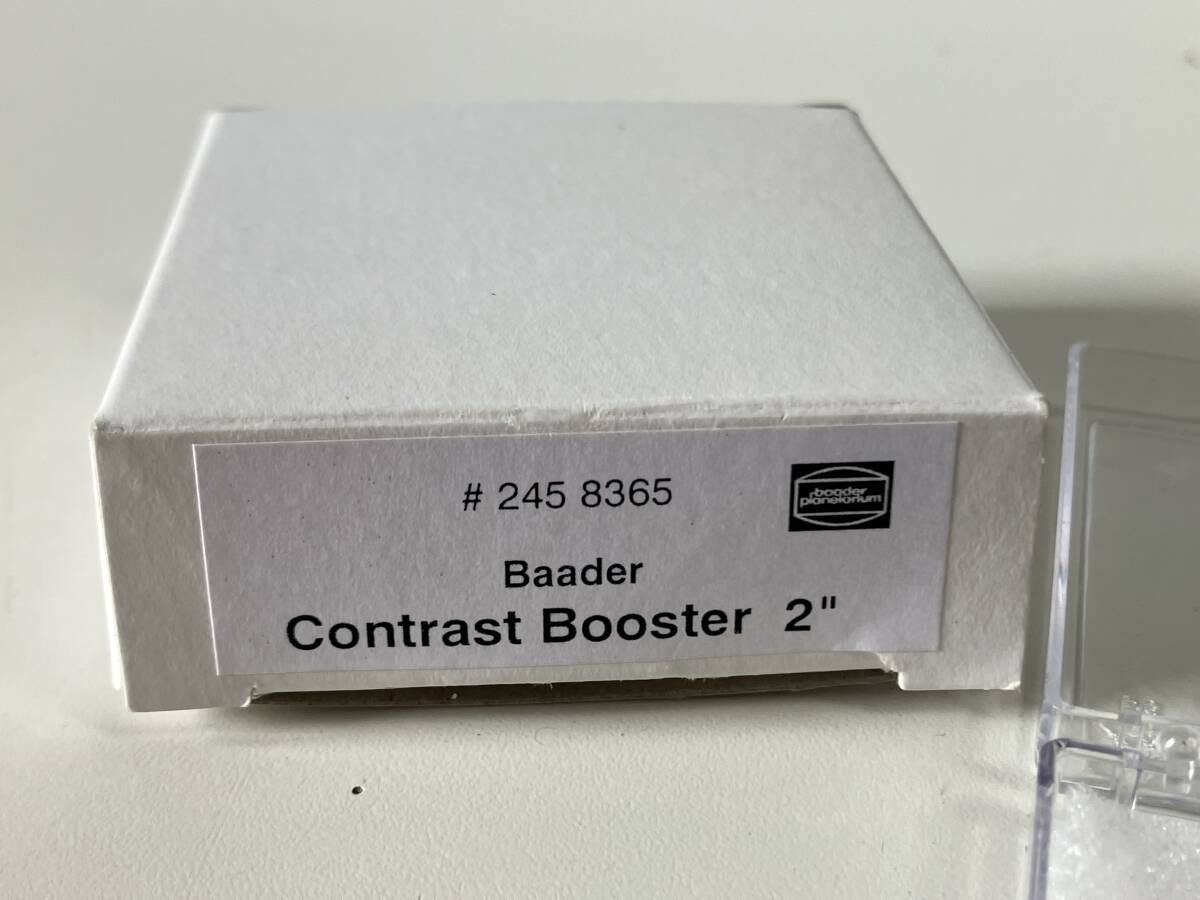 # 245 8365
baader
planetarium
Baader
Contrast Booster 2"